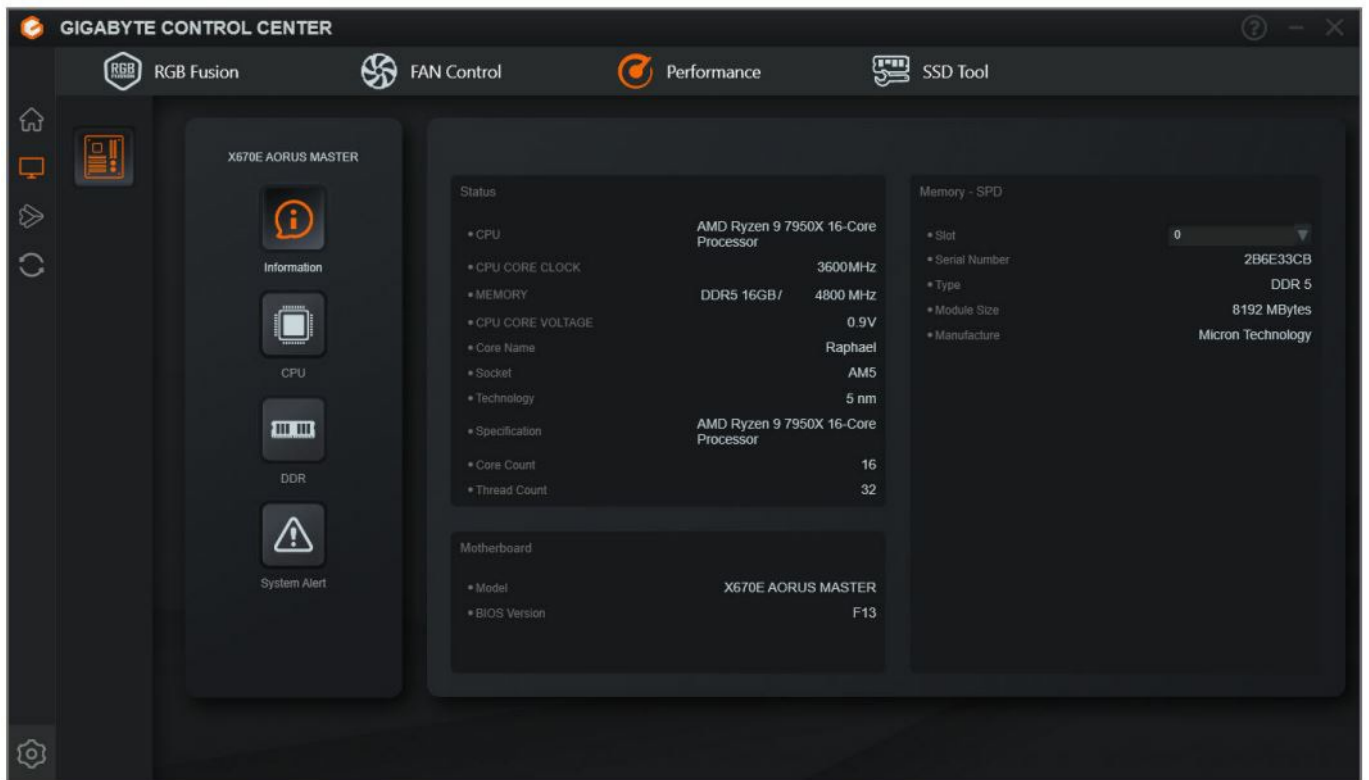 GIGABYTE CONTROL CENTER
RGB Fusion
FAN Control
Performance
SSD Tool
X670E AORUS MASTER
Information
CPU
DDR
System Alert
Status
• CPU AMD Ryzen 9 7950X 16-Core
Processor
• CPU CORE CLOCK 3600MHz
• MEMORY DDR5 16GB / 4800 MHz
• CPU CORE VOLTAGE 0.9V
• Core Name Raphael
• Socket AM5
• Technology 5 nm
• Specification AMD Ryzen 9 7950X 16-Core
Processor
• Core Count 16
• Thread Count 32
Motherboard
• Model X670E AORUS MASTER
• BIOS Version F13
Memory - SPD
• Slot 0
• Serial Number 2B6E33CB
• Type DDR 5
• Module Size 8192 MBytes
• Manufacture Micron Technology